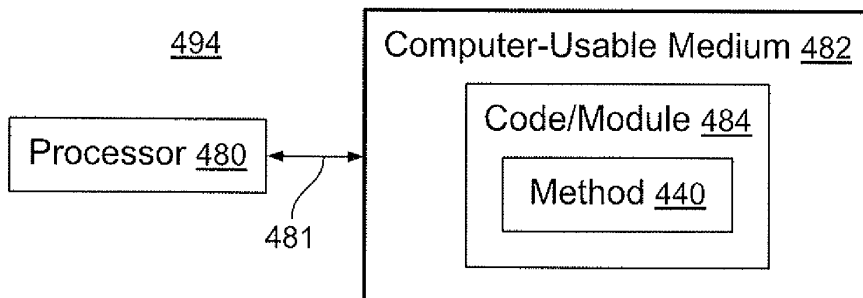 494
Computer-Usable Medium 482
Code/Module 484
Processor 480
Method 440
481